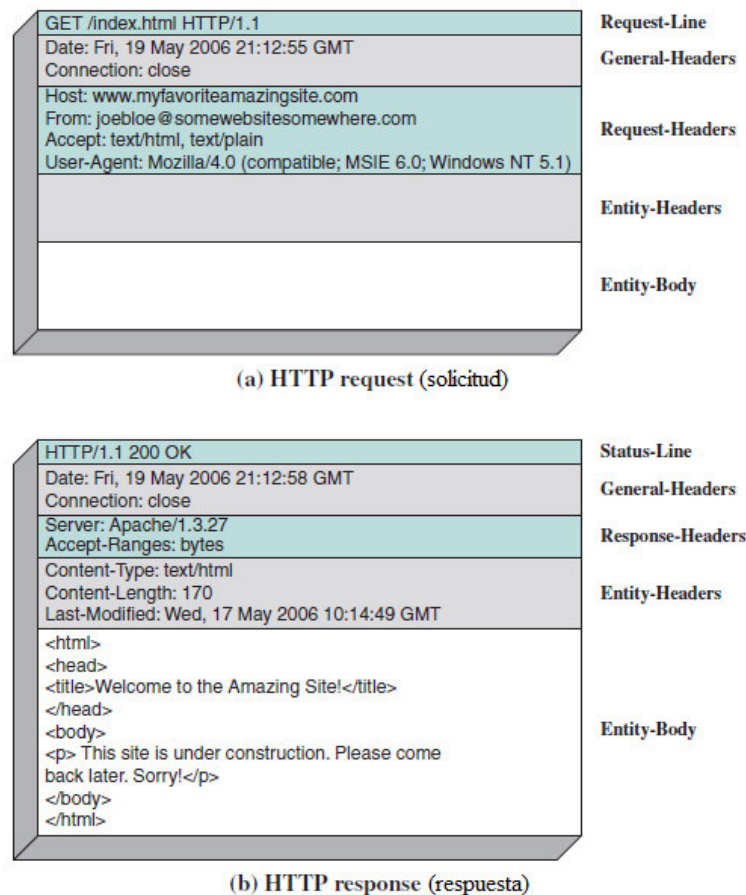 GET /index.html HTTP/1.1
Request-Line
Date: Fri, 19 May 2006 21:12:55 GMT
Connection: close
General-Headers
Host: www.myfavoriteamazingsite.com
From: joebloe@somewebsitesomewhere.com
Accept: text/html, text/plain
User-Agent: Mozilla/4.0 (compatible; MSIE 6.0; Windows NT 5.1)
Request-Headers
Entity-Headers
Entity-Body
(a) HTTP request (solicitud)
HTTP/1.1 200 OK
Status-Line
Date: Fri, 19 May 2006 21:12:58 GMT
Connection: close
General-Headers
Server: Apache/1.3.27
Accept-Ranges: bytes
Response-Headers
Content-Type: text/html
Content-Length: 170
Last-Modified: Wed, 17 May 2006 10:14:49 GMT
Entity-Headers
<html>
<head>
<title>Welcome to the Amazing Site!</title>
</head>
<body>
<p> This site is under construction. Please come
back later. Sorry!</p>
</body>
</html>
Entity-Body
(b) HTTP response (respuesta)